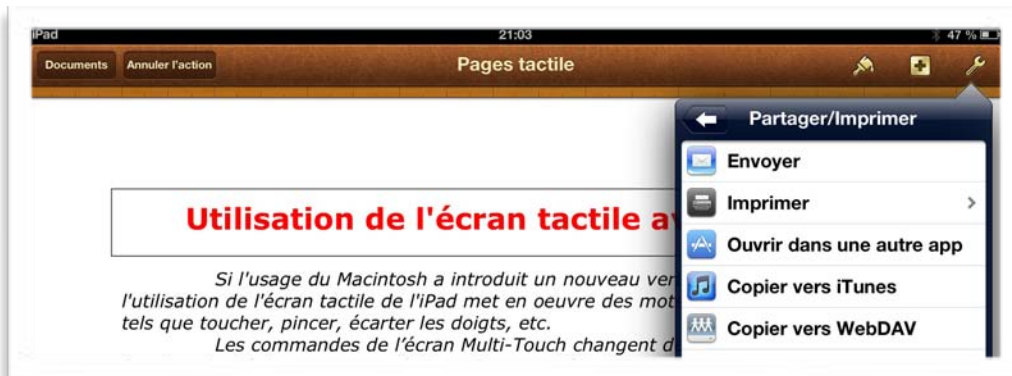 iPad 21:03 47 %
Documents Annuler l'action Pages tactile
Partager/Imprimer
Envoyer
Imprimer
Ouvrir dans une autre app
Copier vers iTunes
Copier vers WebDAV
Utilisation de l'écran tactile
Si l'usage du Macintosh a introduit un nouveau
l'utilisation de l'écran tactile de l'iPad met en oeuvre des
tels que toucher, pincer, écarter les doigts, etc.
Les commandes de l’écran Multi-Touch changent